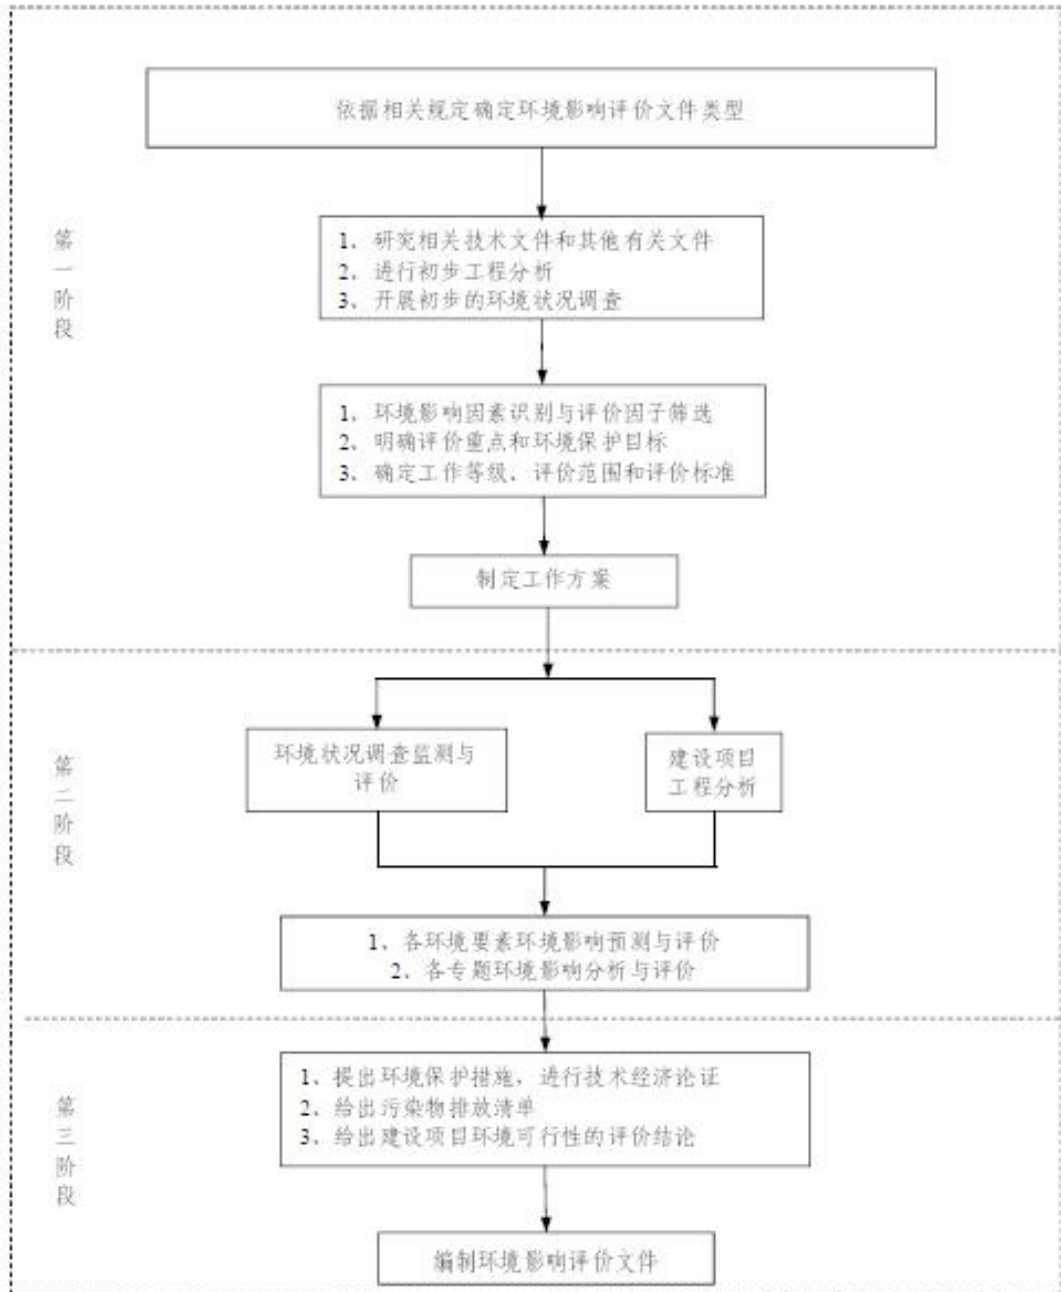 依据相关规定确定环境影响评价文件类型
第一阶段
1、研究相关技术文件和其他有关文件
2、进行初步工程分析
3、开展初步的环境状况调查
1、环境影响因素识别与评价因子筛选
2、明确评价重点和环境保护目标
3、确定工作等级、评价范围和评价标准
制定工作方案
第二阶段
环境状况调查监测与
评价
建设项目
工程分析
1、各环境要素环境影响预测与评价
2、各专题环境影响分析与评价
第三阶段
1、提出环境保护措施，进行技术经济论证
2、给出污染物排放清单
3、给出建设项目环境可行性的评价结论
编制环境影响评价文件